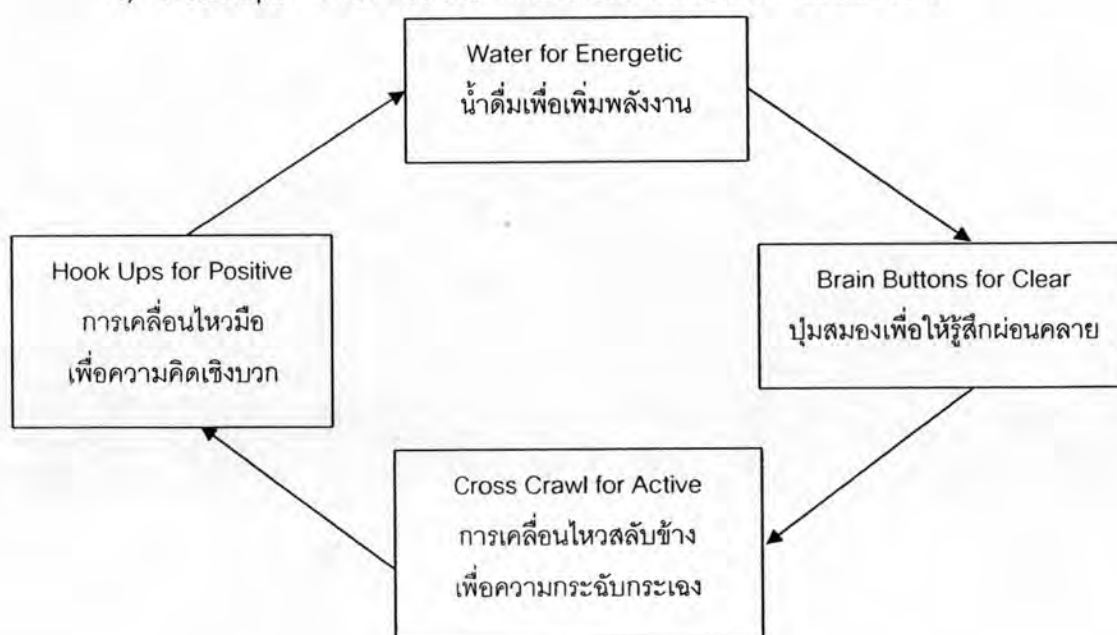 Water for Energetic
น้ำดื่มเพื่อเพิ่มพลังงาน
Hook Ups for Positive
การเคลื่อนไหวมือ
เพื่อความคิดเชิงบวก
Brain Buttons for Clear
ปุ่มสมองเพื่อให้รู้สึกผ่อนคลาย
Cross Crawl for Active
การเคลื่อนไหวสลับข้าง
เพื่อความกระฉับกระเฉง